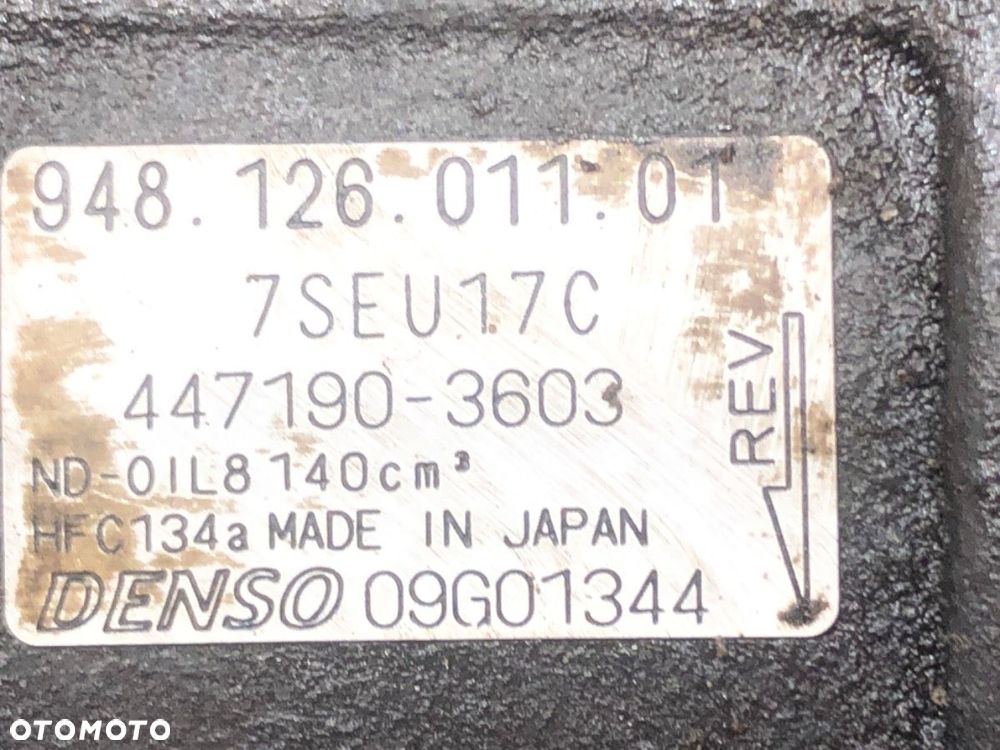 948.126.011.01
7SEU17C
447190-3603
REV
ND-OIL8 140cm³
HFC134a MADE IN JAPAN
DENSO 09G01344
OTOMOTO